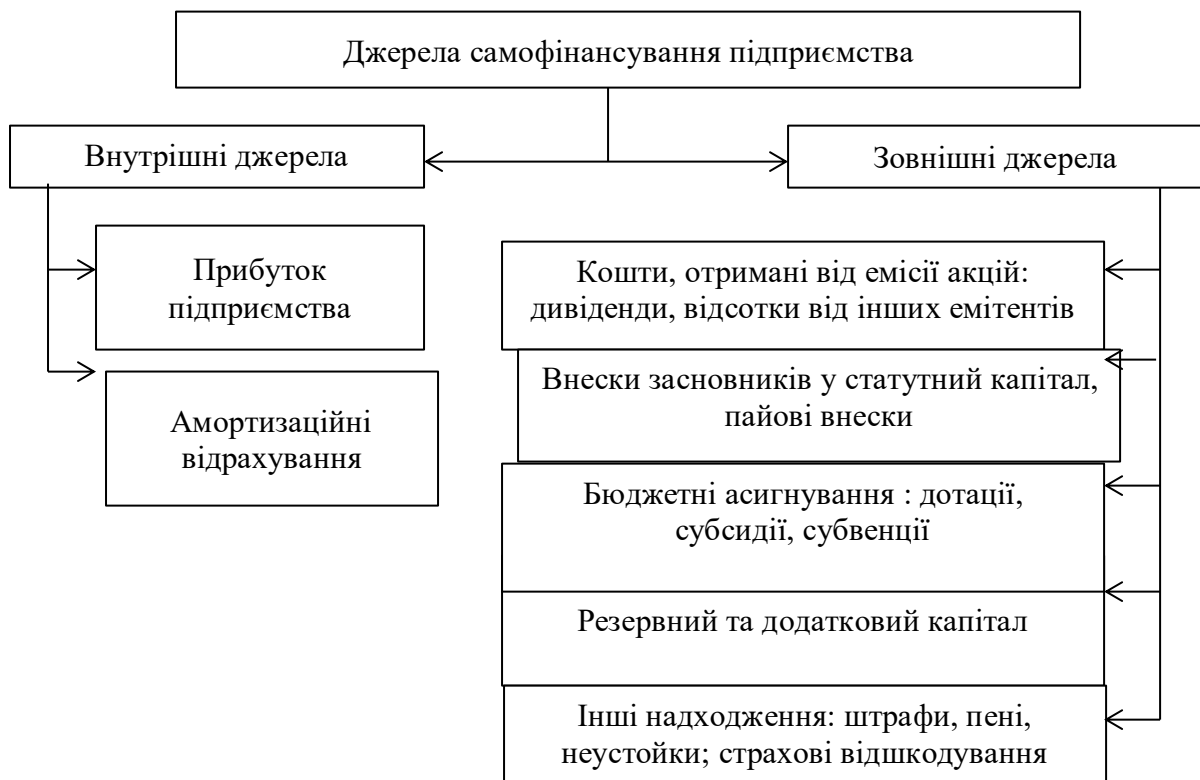 Джерела самофінансування підприємства
Внутрішні джерела
Зовнішні джерела
Прибуток
підприємства
Амортизаційні
відрахування
Кошти, отримані від емісії акцій:
дивіденди, відсотки від інших емітентів
Внески засновників у статутний капітал,
пайові внески
Бюджетні асигнування : дотації,
субсидії, субвенції
Резервний та додатковий капітал
Інші надходження: штрафи, пені,
неустойки; страхові відшкодування